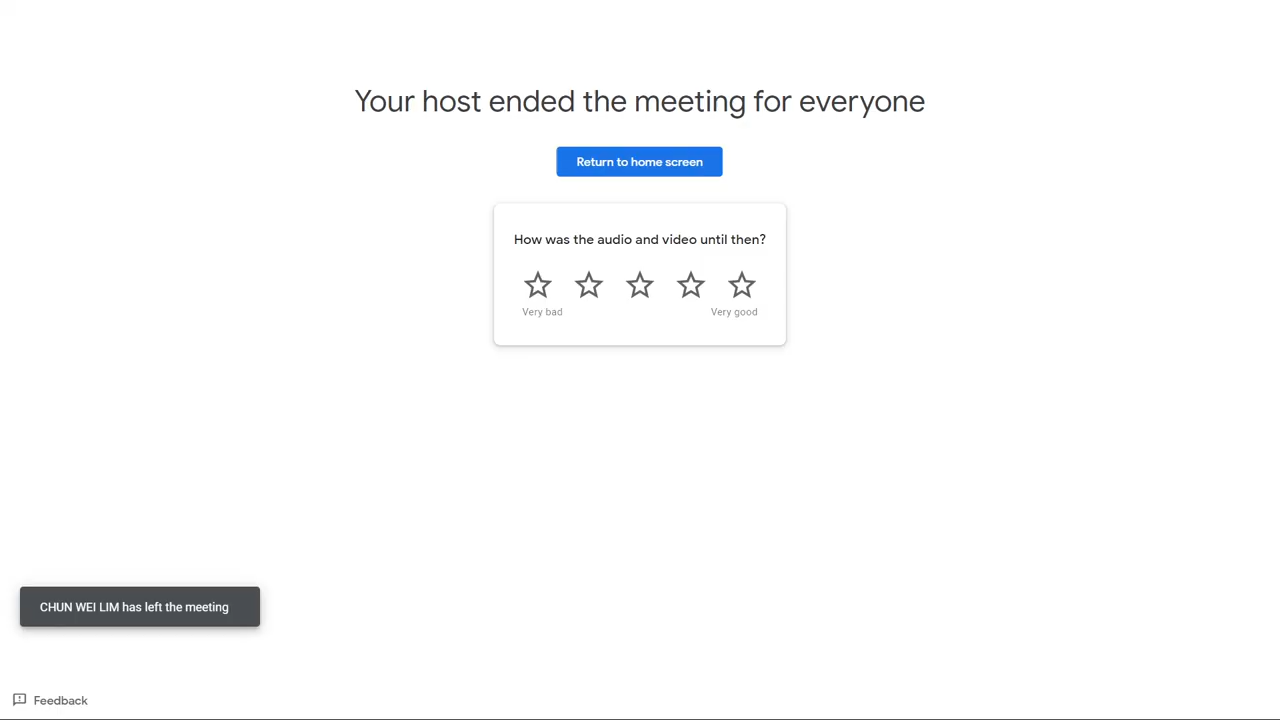 Your host ended the meeting for everyone
Return to home screen
How was the audio and video until then?
Very bad
Very good
CHUN WEI LIM has left the meeting
Feedback